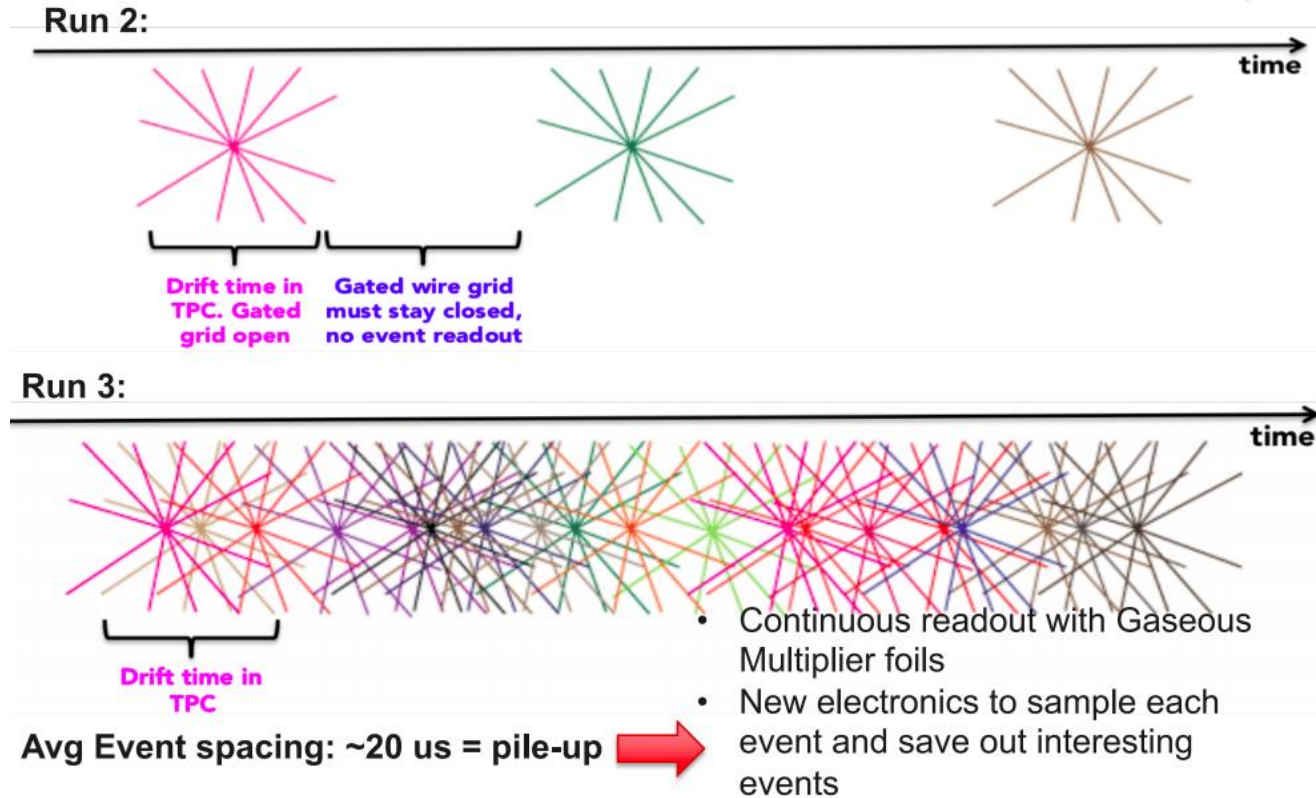 Run 2:
time
Drift time in
TPC. Gated
grid open
Gated wire grid
must stay closed,
no event readout
Run 3:
time
Drift time in
TPC
Avg Event spacing: ~20 us = pile-up
• Continuous readout with Gaseous
Multiplier foils
• New electronics to sample each
event and save out interesting
events